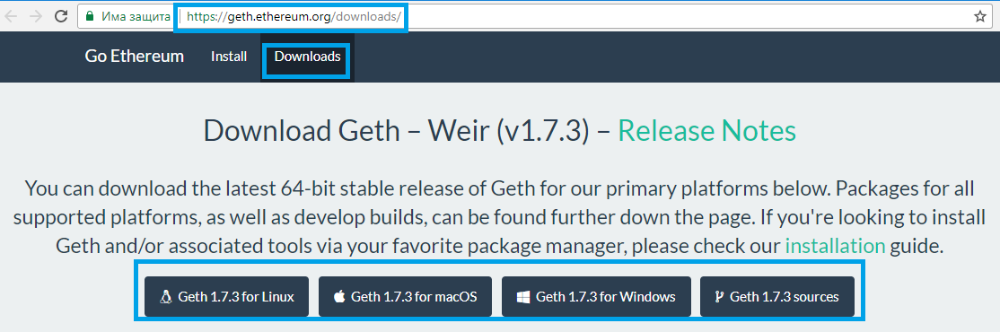 Има защита https://geth.ethereum.org/downloads/
Go Ethereum Install Downloads
Download Geth – Weir (v1.7.3) – Release Notes
You can download the latest 64-bit stable release of Geth for our primary platforms below. Packages for all
supported platforms, as well as develop builds, can be found further down the page. If you're looking to install
Geth and/or associated tools via your favorite package manager, please check our installation guide.
Geth 1.7.3 for Linux Geth 1.7.3 for macOS Geth 1.7.3 for Windows Geth 1.7.3 sources